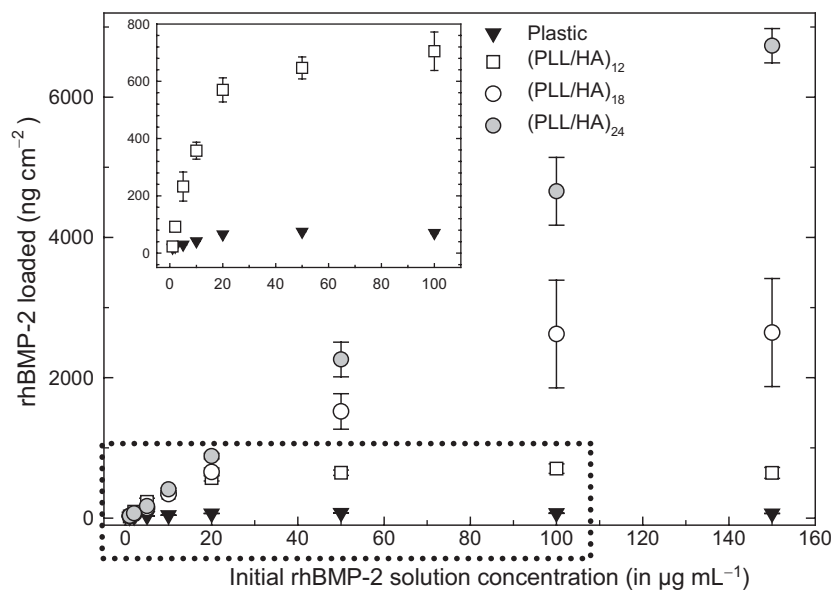 800
600
400
200
0
0 20 40 60 80 100
Plastic
(PLL/HA)₁₂
(PLL/HA)₁₈
(PLL/HA)₂₄
6000
4000
2000
0
rhBMP-2 loaded (ng cm⁻²)
0 20 40 60 80 100 120 140 160
Initial rhBMP-2 solution concentration (in µg mL⁻¹)